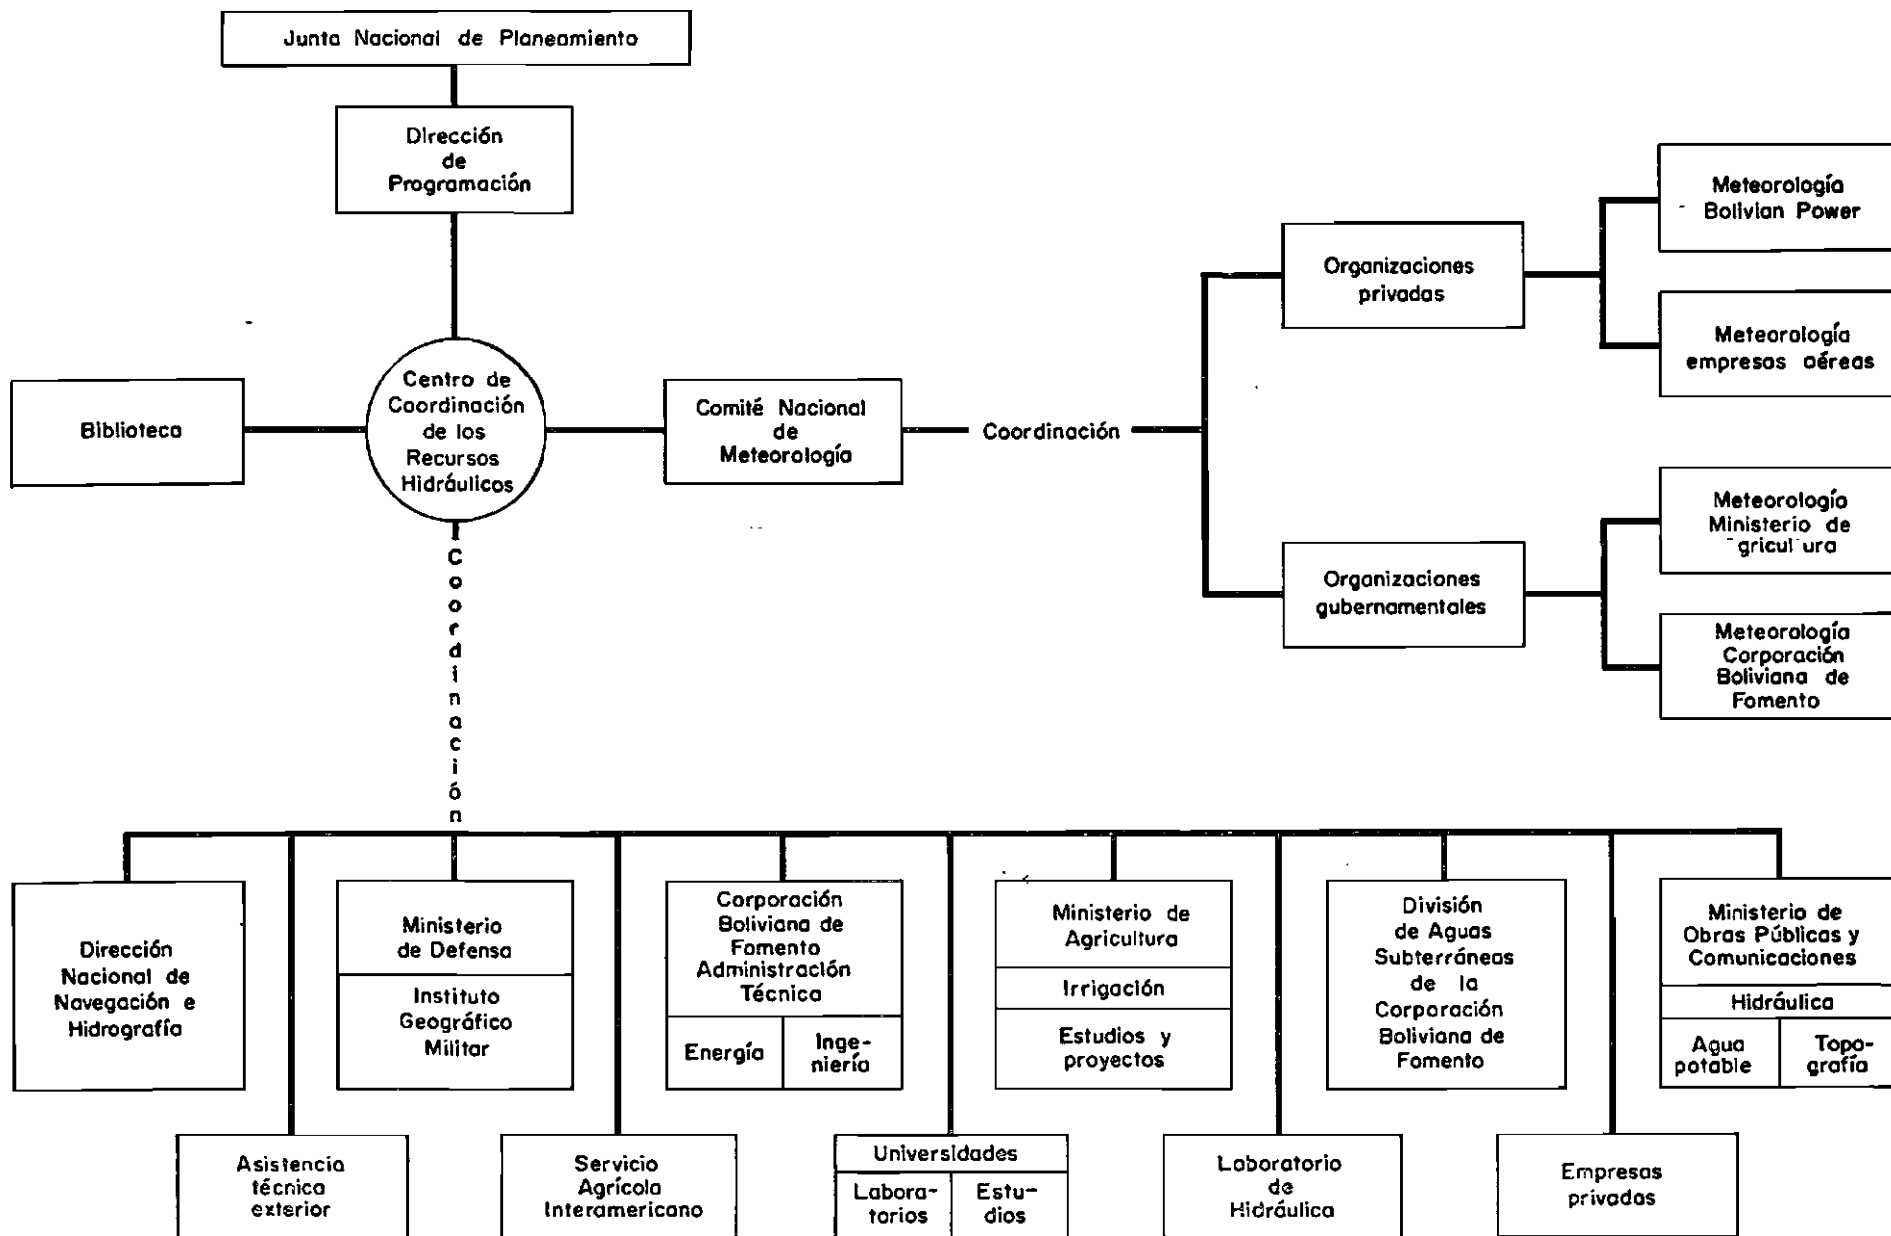 Junta Nacional de Planeamiento
Dirección
de
Programación
Meteorología
Bolivian Power
Organizaciones
privadas
Meteorología
empresas aéreas
Biblioteca
Centro de
Coordinación
de los
Recursos
Hidráulicos
Comité Nacional
de
Meteorología
Coordinación
Meteorología
Ministerio de
gricul ura
Organizaciones
gubernamentales
Meteorología
Corporación
Boliviana de
Fomento
Coordinación
Dirección
Nacional de
Navegación e
Hidrografía
Ministerio
de Defensa
Instituto
Geográfico
Militar
Corporación
Boliviana de
Fomento
Administración
Técnica
Energía
Inge-
niería
Ministerio de
Agricultura
Irrigación
Estudios y
proyectos
División
de Aguas
Subterráneas
de la
Corporación
Boliviana de
Fomento
Ministerio de
Obras Públicas y
Comunicaciones
Hidráulica
Agua
potable
Topo-
grafía
Asistencia
técnica
exterior
Servicio
Agrícola
Interamericano
Universidades
Labora-
torios
Estu-
dios
Laboratorio
de
Hidráulica
Empresas
privadas